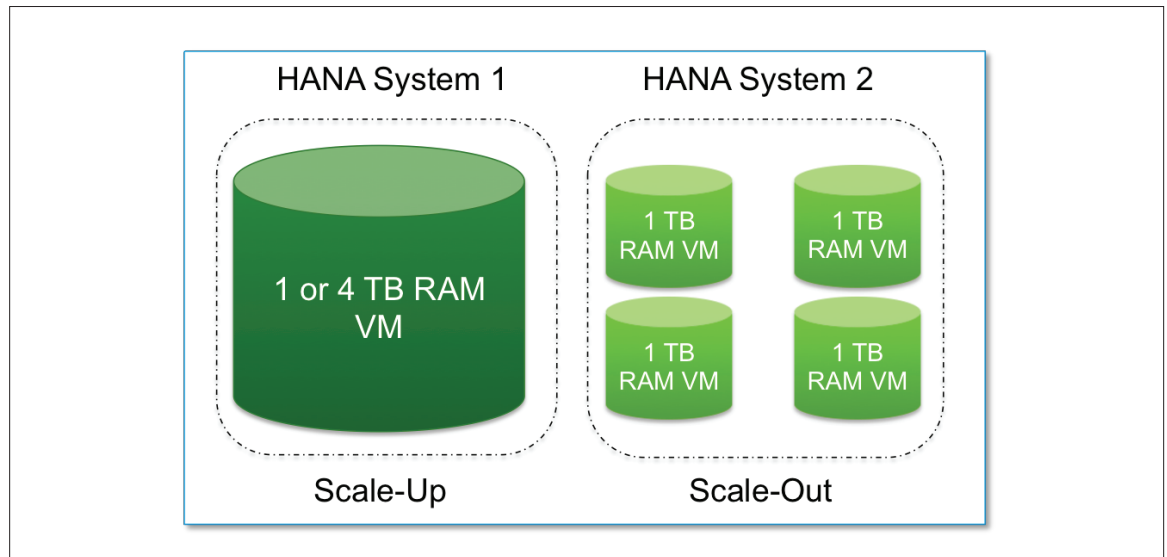 HANA System 1
HANA System 2
1 or 4 TB RAM
VM
1 TB
RAM VM
1 TB
RAM VM
1 TB
RAM VM
1 TB
RAM VM
Scale-Up
Scale-Out